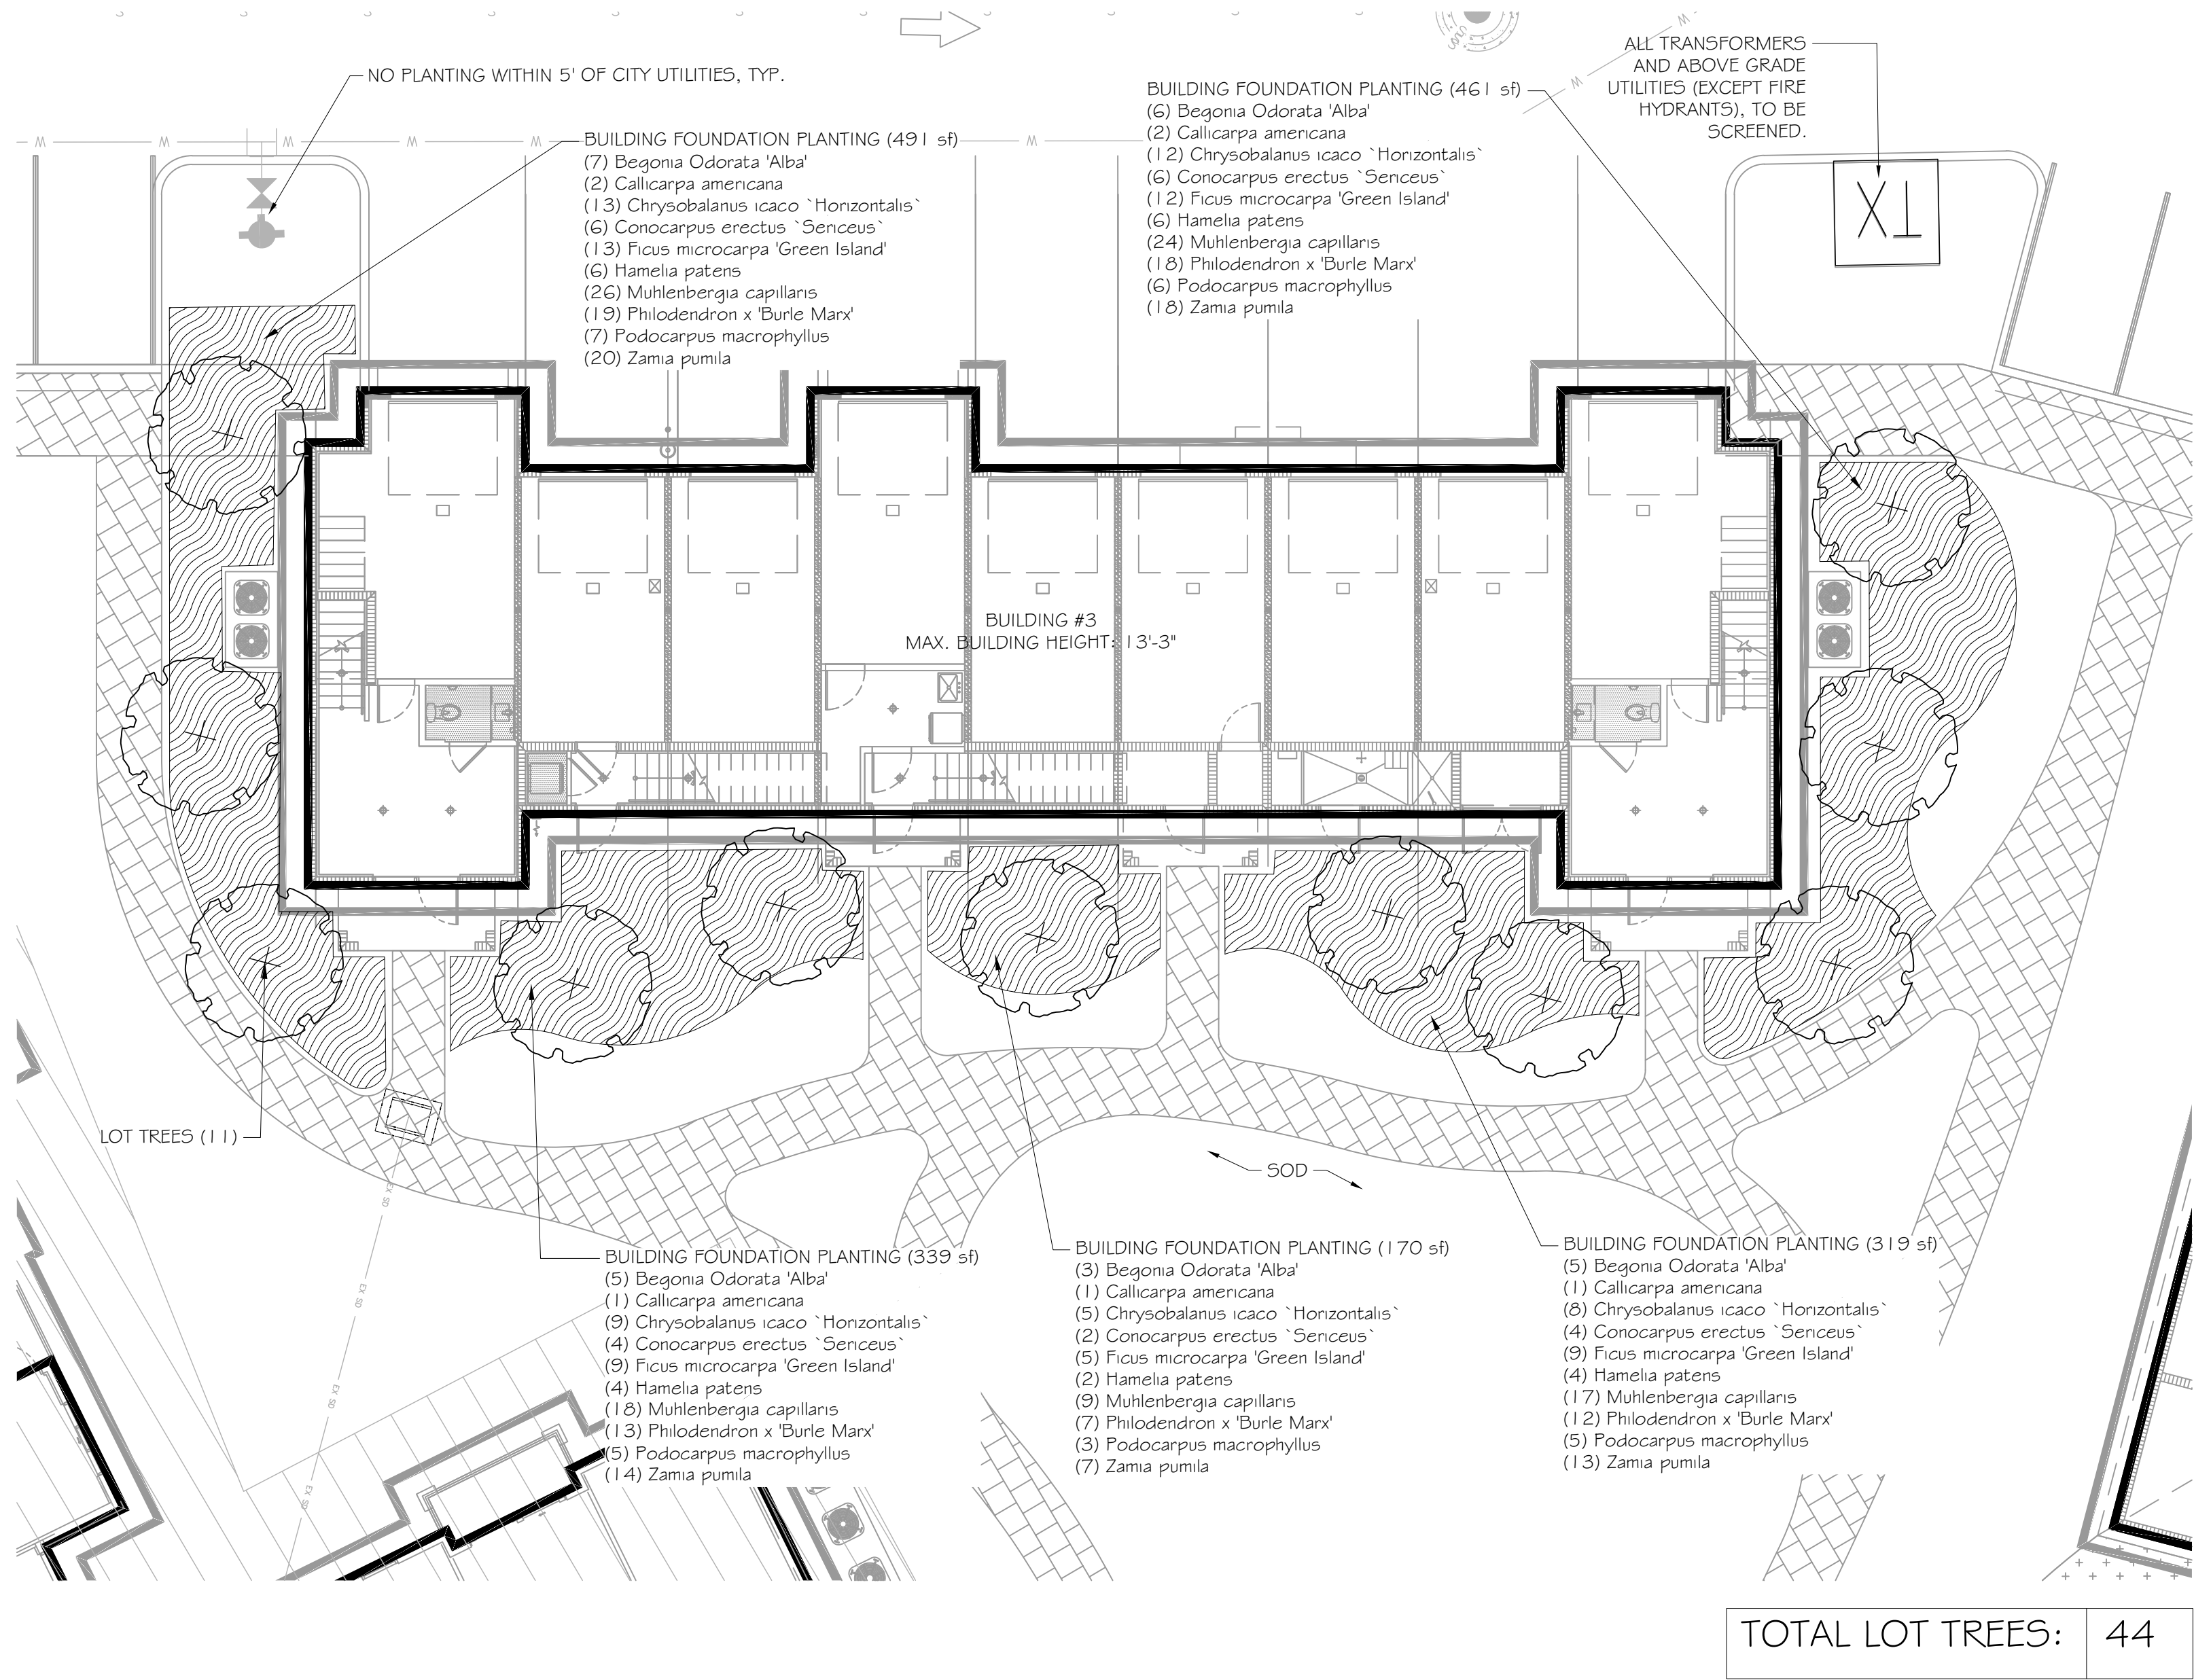 NO PLANTING WITHIN 5' OF CITY UTILITIES, TYP.
ALL TRANSFORMERS
AND ABOVE GRADE
UTILITIES (EXCEPT FIRE
HYDRANTS), TO BE
SCREENED.
BUILDING FOUNDATION PLANTING (491 sf)
(7) Begonia Odorata 'Alba'
(2) Callicarpa americana
(13) Chrysobalanus icaco `Horizontalis`
(6) Conocarpus erectus `Sericeus`
(13) Ficus microcarpa 'Green Island'
(6) Hamelia patens
(26) Muhlenbergia capillaris
(19) Philodendron x 'Burle Marx'
(7) Podocarpus macrophyllus
(20) Zamia pumila
BUILDING FOUNDATION PLANTING (461 sf)
(6) Begonia Odorata 'Alba'
(2) Callicarpa americana
(12) Chrysobalanus icaco `Horizontalis`
(6) Conocarpus erectus `Sericeus`
(12) Ficus microcarpa 'Green Island'
(6) Hamelia patens
(24) Muhlenbergia capillaris
(18) Philodendron x 'Burle Marx'
(6) Podocarpus macrophyllus
(18) Zamia pumila
W W W W W W
W W
TX
BUILDING #3
MAX. BUILDING HEIGHT: 13'-3"
LOT TREES (11)
SOD
EX SD
EX SD
EX SD
EX SD
BUILDING FOUNDATION PLANTING (339 sf)
(5) Begonia Odorata 'Alba'
(1) Callicarpa americana
(9) Chrysobalanus icaco `Horizontalis`
(4) Conocarpus erectus `Sericeus`
(9) Ficus microcarpa 'Green Island'
(4) Hamelia patens
(18) Muhlenbergia capillaris
(13) Philodendron x 'Burle Marx'
(5) Podocarpus macrophyllus
(14) Zamia pumila
BUILDING FOUNDATION PLANTING (170 sf)
(3) Begonia Odorata 'Alba'
(1) Callicarpa americana
(5) Chrysobalanus icaco `Horizontalis`
(2) Conocarpus erectus `Sericeus`
(5) Ficus microcarpa 'Green Island'
(2) Hamelia patens
(9) Muhlenbergia capillaris
(7) Philodendron x 'Burle Marx'
(3) Podocarpus macrophyllus
(7) Zamia pumila
BUILDING FOUNDATION PLANTING (319 sf)
(5) Begonia Odorata 'Alba'
(1) Callicarpa americana
(8) Chrysobalanus icaco `Horizontalis`
(4) Conocarpus erectus `Sericeus`
(9) Ficus microcarpa 'Green Island'
(4) Hamelia patens
(17) Muhlenbergia capillaris
(12) Philodendron x 'Burle Marx'
(5) Podocarpus macrophyllus
(13) Zamia pumila
TOTAL LOT TREES: 44